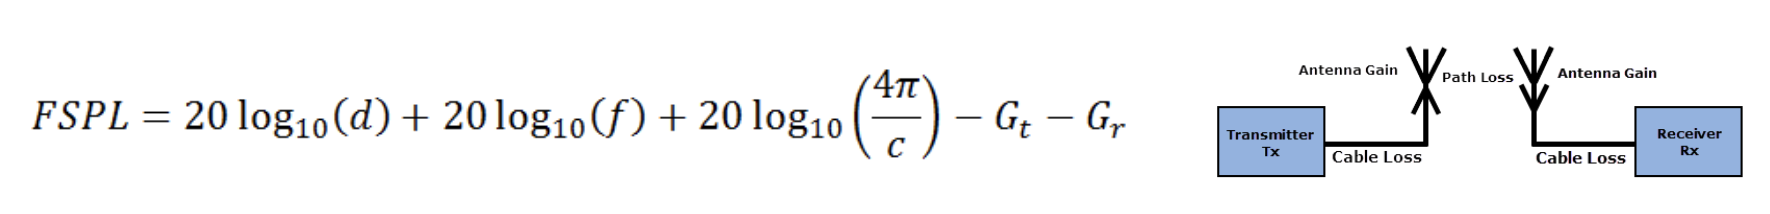 FSPL = 20 log₁₀(d) + 20 log₁₀(f) + 20 log₁₀(4π/c) − Gₜ − Gᵣ
Antenna Gain
Path Loss
Antenna Gain
Transmitter
Tx
Cable Loss
Cable Loss
Receiver
Rx